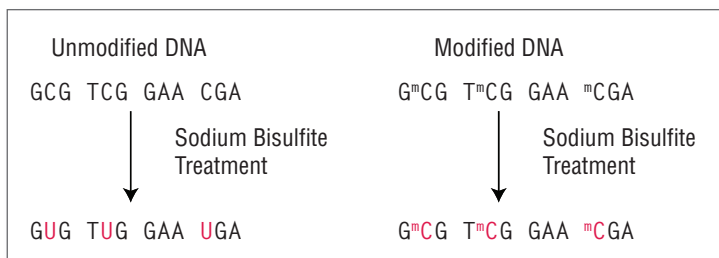 Unmodified DNA
GCG TCG GAA CGA
Sodium Bisulfite
Treatment
GUG TUG GAA UGA
Modified DNA
GᵐCG TᵐCG GAA ᵐCGA
Sodium Bisulfite
Treatment
GᵐCG TᵐCG GAA ᵐCGA